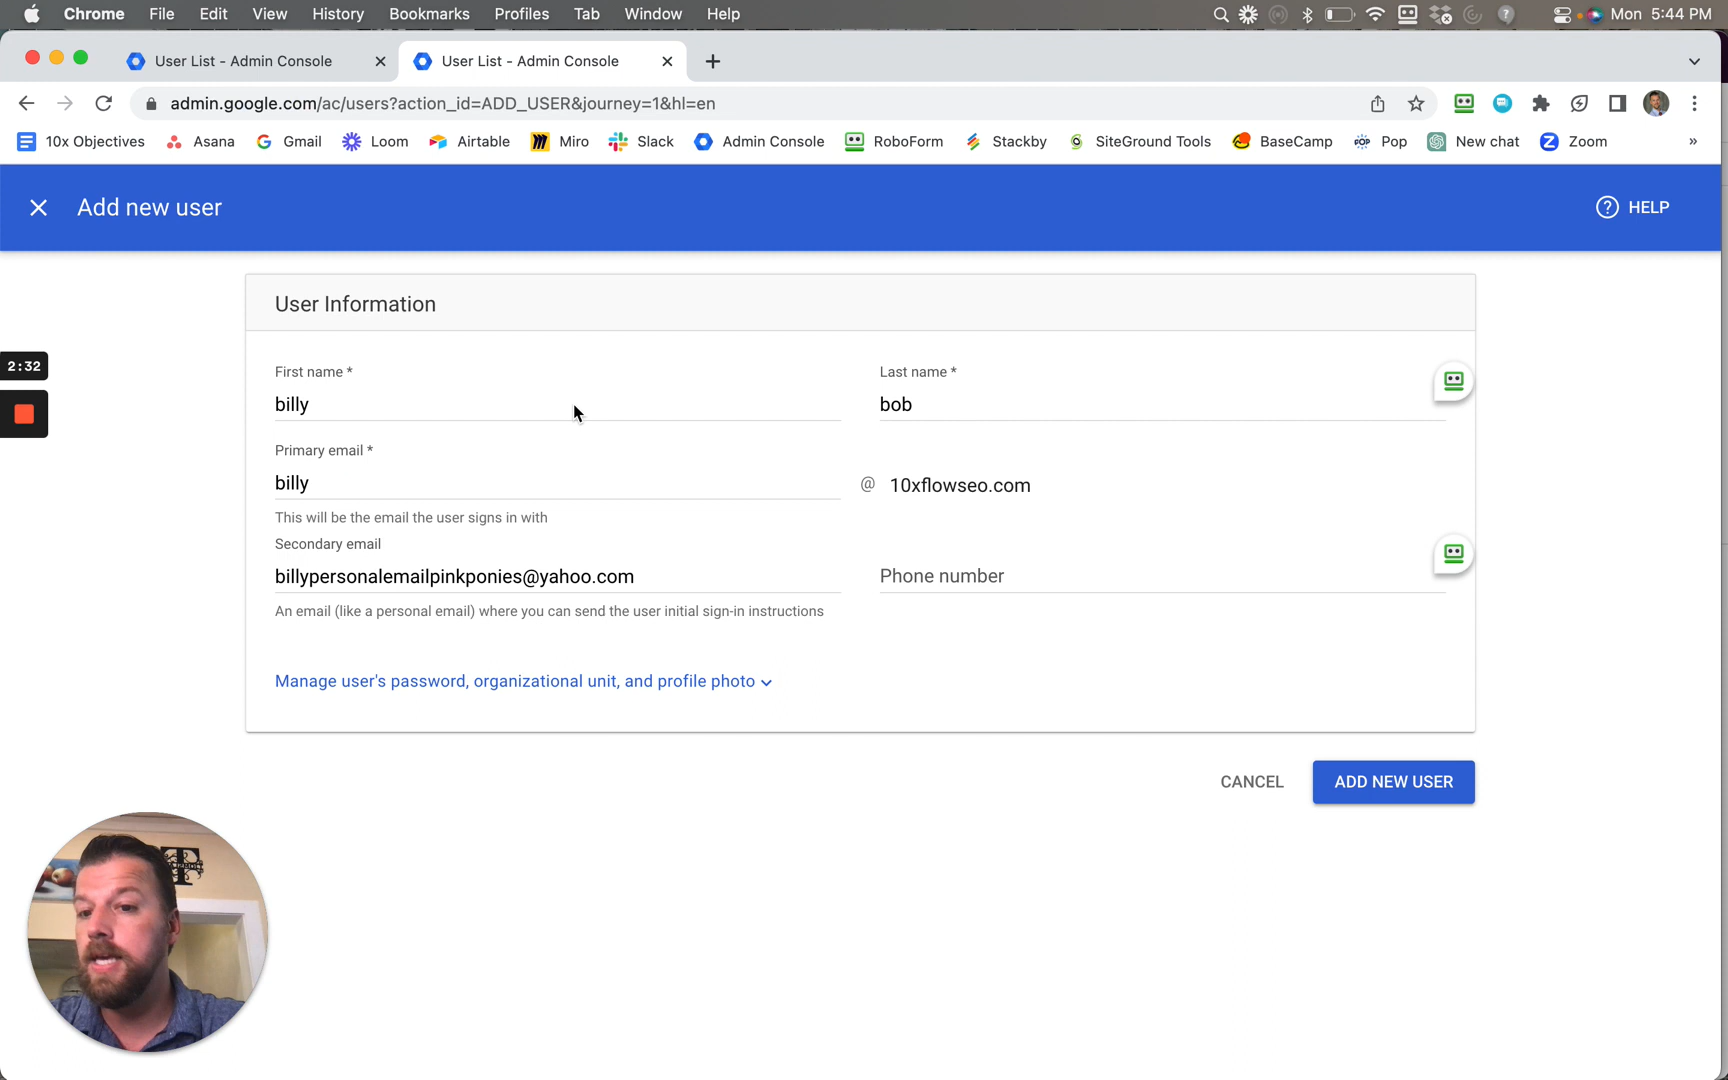 Chrome File Edit View History Bookmarks Profiles Tab Window Help Mon 5:44 PM
User List - Admin Console User List - Admin Console
admin.google.com/ac/users?action_id=ADD_USER&journey=1&hl=en
10x Objectives Asana Gmail Loom Airtable Miro Slack Admin Console RoboForm Stackby SiteGround Tools BaseCamp Pop New chat Zoom »
Add new user HELP
User Information
2:32
First name * Last name *
billy bob
Primary email *
billy @ 10xflowseo.com
This will be the email the user signs in with
Secondary email
billypersonalemailpinkponies@yahoo.com Phone number
An email (like a personal email) where you can send the user initial sign-in instructions
Manage user's password, organizational unit, and profile photo
CANCEL ADD NEW USER